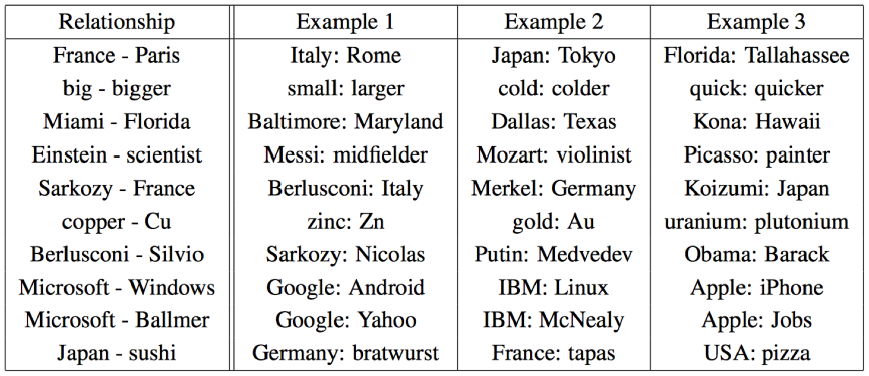 Relationship Example 1 Example 2 Example 3
France - Paris Italy: Rome Japan: Tokyo Florida: Tallahassee
big - bigger small: larger cold: colder quick: quicker
Miami - Florida Baltimore: Maryland Dallas: Texas Kona: Hawaii
Einstein - scientist Messi: midfielder Mozart: violinist Picasso: painter
Sarkozy - France Berlusconi: Italy Merkel: Germany Koizumi: Japan
copper - Cu zinc: Zn gold: Au uranium: plutonium
Berlusconi - Silvio Sarkozy: Nicolas Putin: Medvedev Obama: Barack
Microsoft - Windows Google: Android IBM: Linux Apple: iPhone
Microsoft - Ballmer Google: Yahoo IBM: McNealy Apple: Jobs
Japan - sushi Germany: bratwurst France: tapas USA: pizza